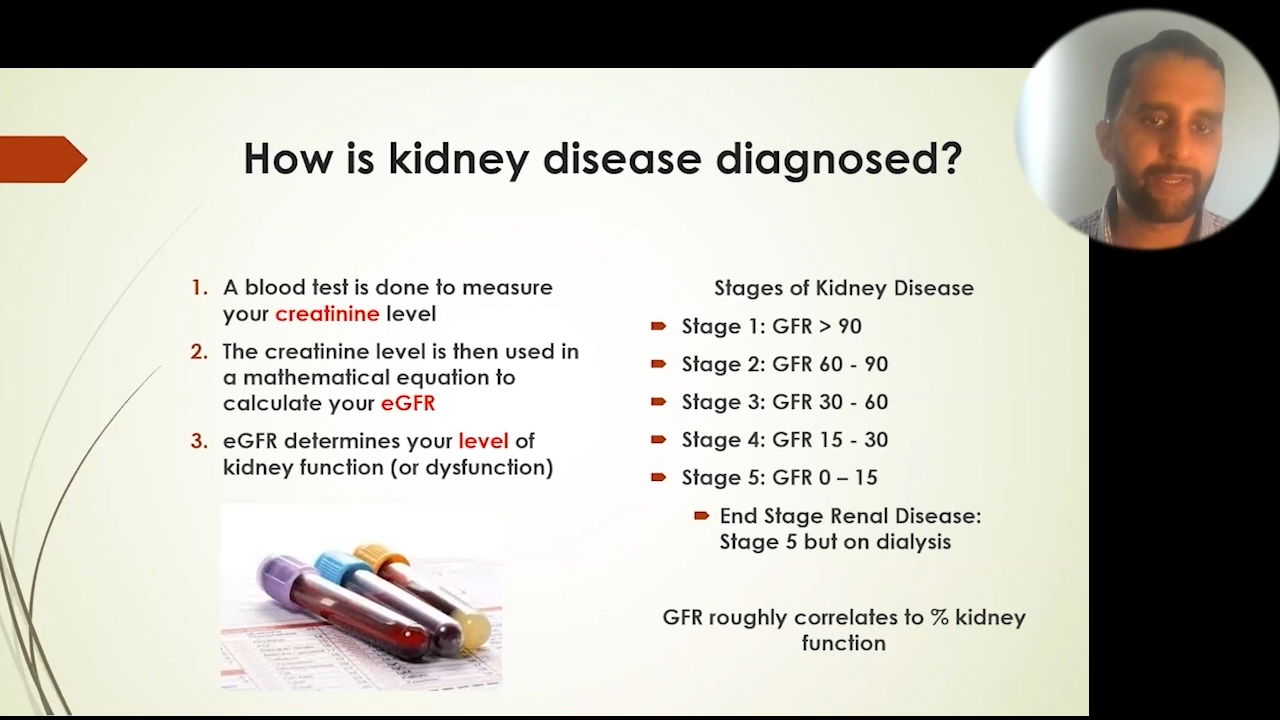 How is kidney disease diagnosed?
1. A blood test is done to measure
your creatinine level
2. The creatinine level is then used in
a mathematical equation to
calculate your eGFR
3. eGFR determines your level of
kidney function (or dysfunction)
Stages of Kidney Disease
Stage 1: GFR > 90
Stage 2: GFR 60 - 90
Stage 3: GFR 30 - 60
Stage 4: GFR 15 - 30
Stage 5: GFR 0 – 15
End Stage Renal Disease:
Stage 5 but on dialysis
GFR roughly correlates to % kidney
function